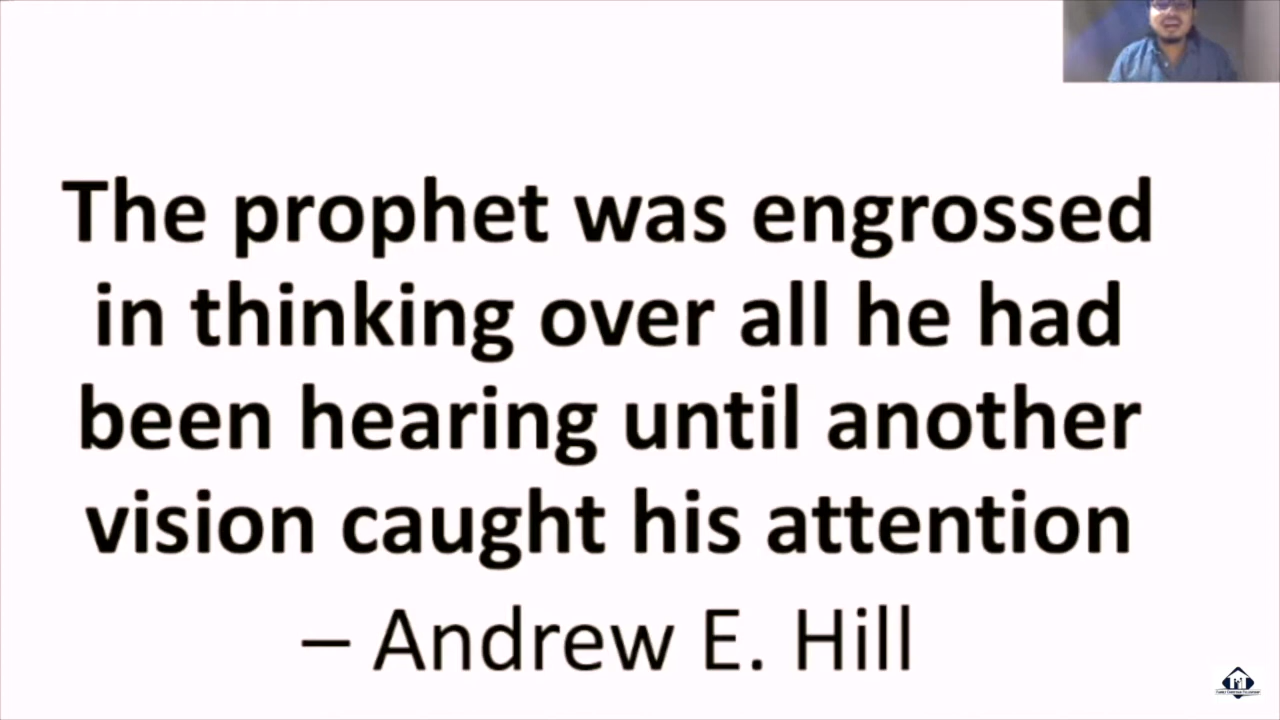 The prophet was engrossed
in thinking over all he had
been hearing until another
vision caught his attention
– Andrew E. Hill